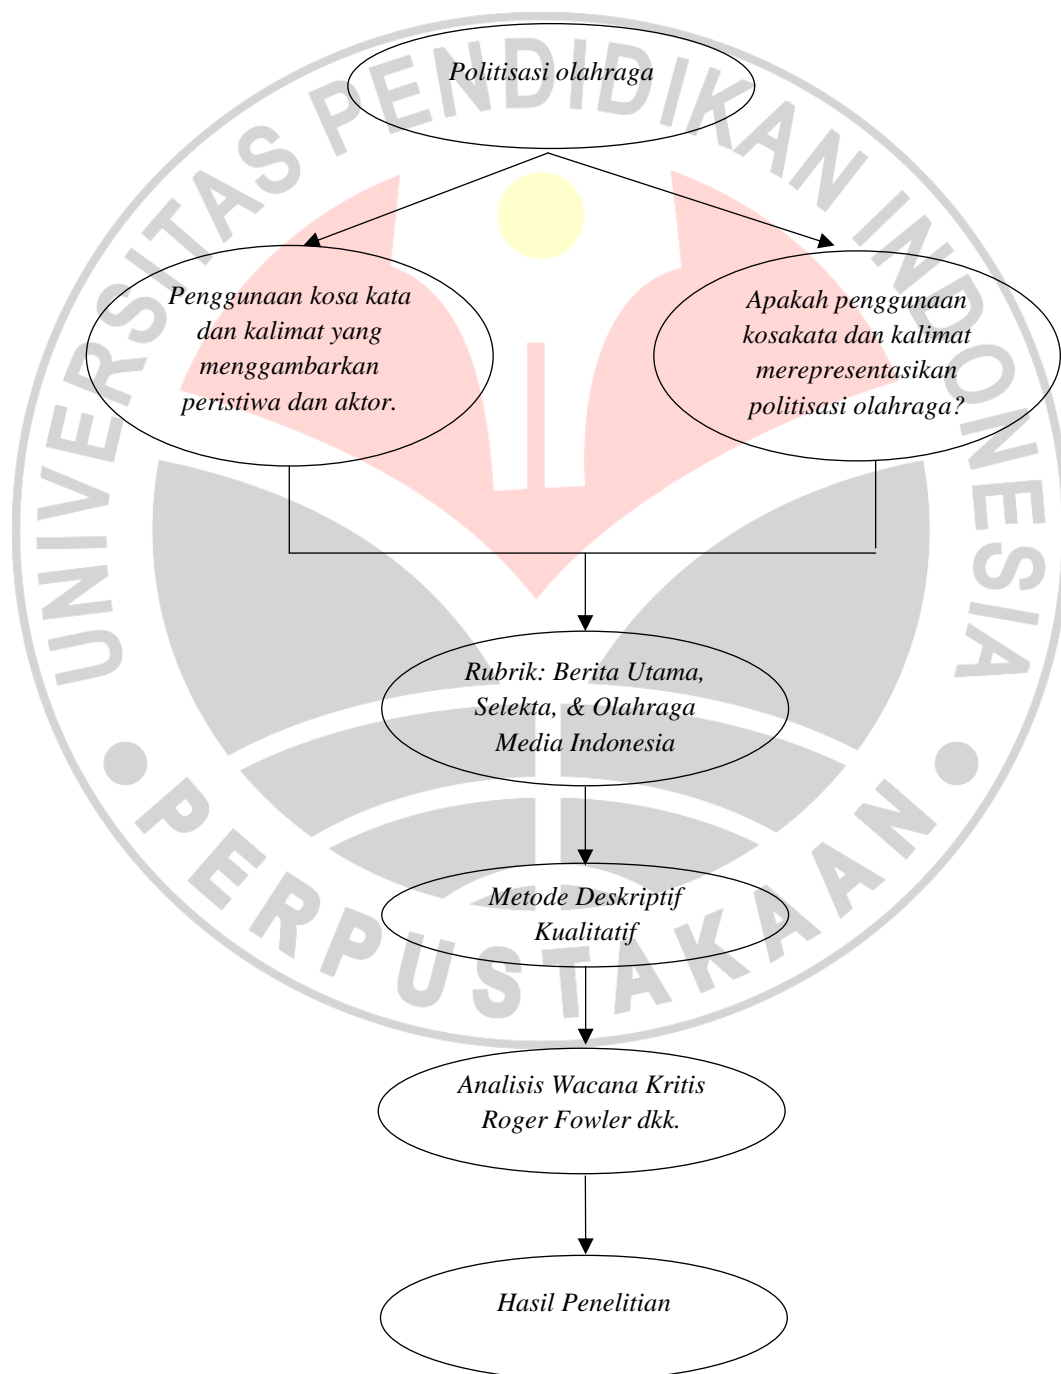 UNIVERSITAS PENDIDIKAN INDONESIA
Politisasi olahraga
Penggunaan kosa kata
dan kalimat yang
menggambarkan
peristiwa dan aktor.
Apakah penggunaan
kosakata dan kalimat
merepresentasikan
politisasi olahraga?
Rubrik: Berita Utama,
Selekta, & Olahraga
Media Indonesia
Metode Deskriptif
Kualitatif
PERPUSTAKAAN
Analisis Wacana Kritis
Roger Fowler dkk.
Hasil Penelitian